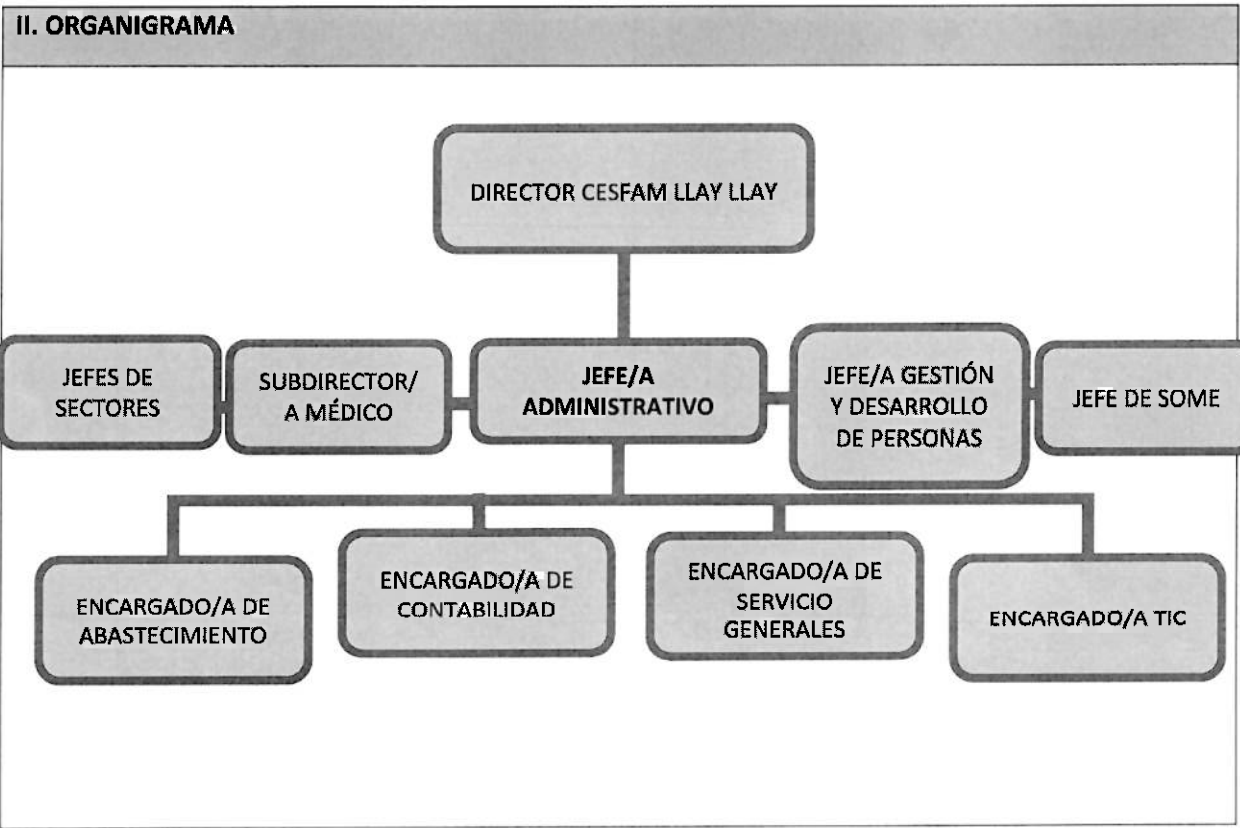 II. ORGANIGRAMA
DIRECTOR CESFAM LLAY LLAY
JEFES DE
SECTORES
SUBDIRECTOR/
A MÉDICO
JEFE/A
ADMINISTRATIVO
JEFE/A GESTIÓN
Y DESARROLLO
DE PERSONAS
JEFE DE SOME
ENCARGADO/A DE
ABASTECIMIENTO
ENCARGADO/A DE
CONTABILIDAD
ENCARGADO/A DE
SERVICIO
GENERALES
ENCARGADO/A TIC